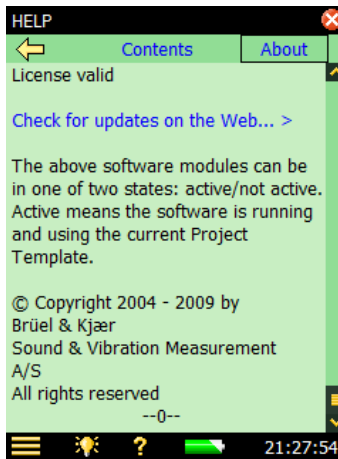 HELP
Contents About
License valid
Check for updates on the Web... >
The above software modules can be
in one of two states: active/not active.
Active means the software is running
and using the current Project
Template.
© Copyright 2004 - 2009 by
Brüel & Kjær
Sound & Vibration Measurement
A/S
All rights reserved
--0--
? 21:27:54